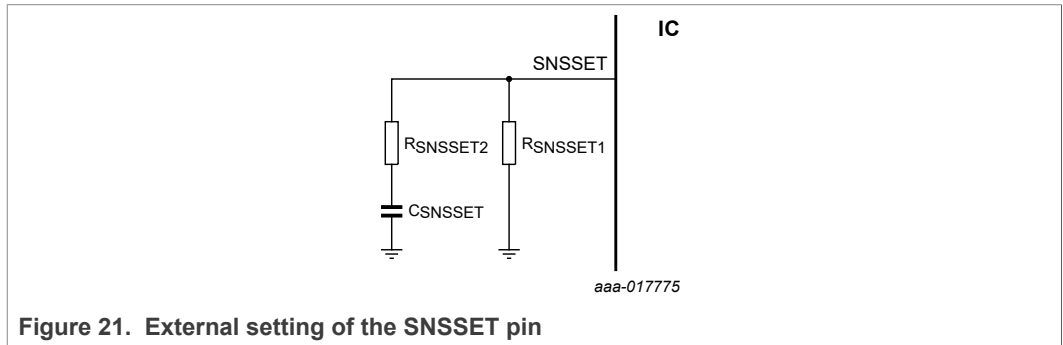 IC
SNSSET
RSNSSET2
RSNSSET1
CSNSSET
aaa-017775
Figure 21. External setting of the SNSSET pin